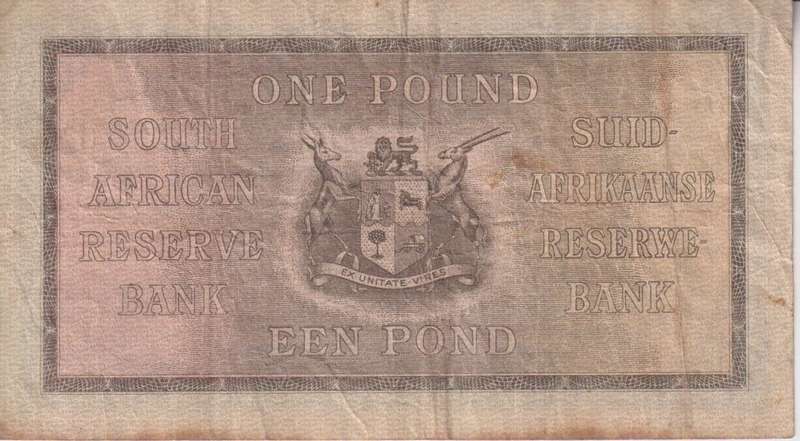 ONE POUND
SOUTH
AFRICAN
RESERVE
BANK
SUID-
AFRIKAANSE
RESERWE-
BANK
EX UNITATE VIRES
EEN POND